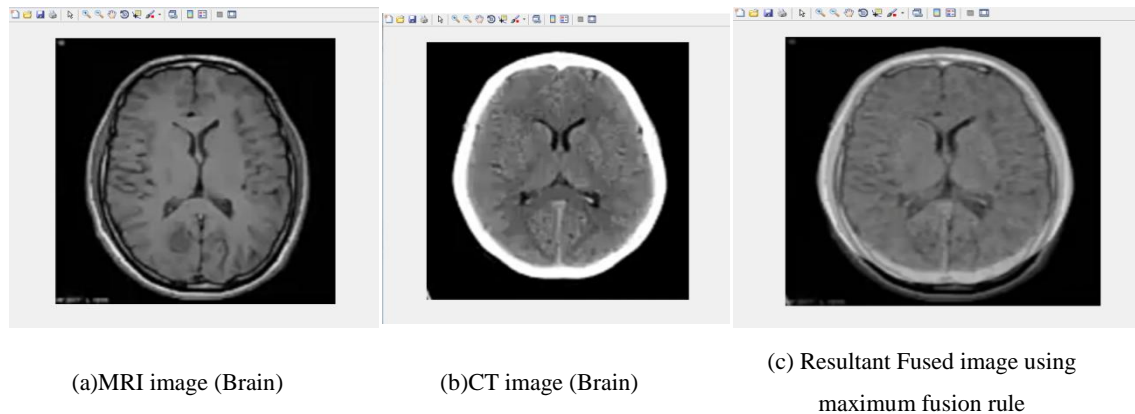 (a)MRI image (Brain)
(b)CT image (Brain)
(c) Resultant Fused image using
maximum fusion rule